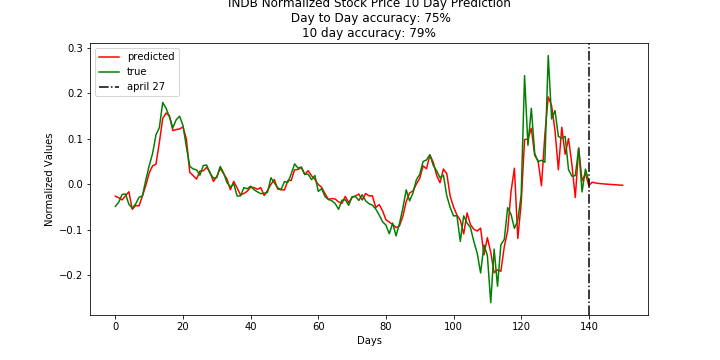 INDB Normalized Stock Price 10 Day Prediction
Day to Day accuracy: 75%
10 day accuracy: 79%
predicted
true
april 27
Normalized Values
0.3
0.2
0.1
0.0
−0.1
−0.2
0 20 40 60 80 100 120 140
Days